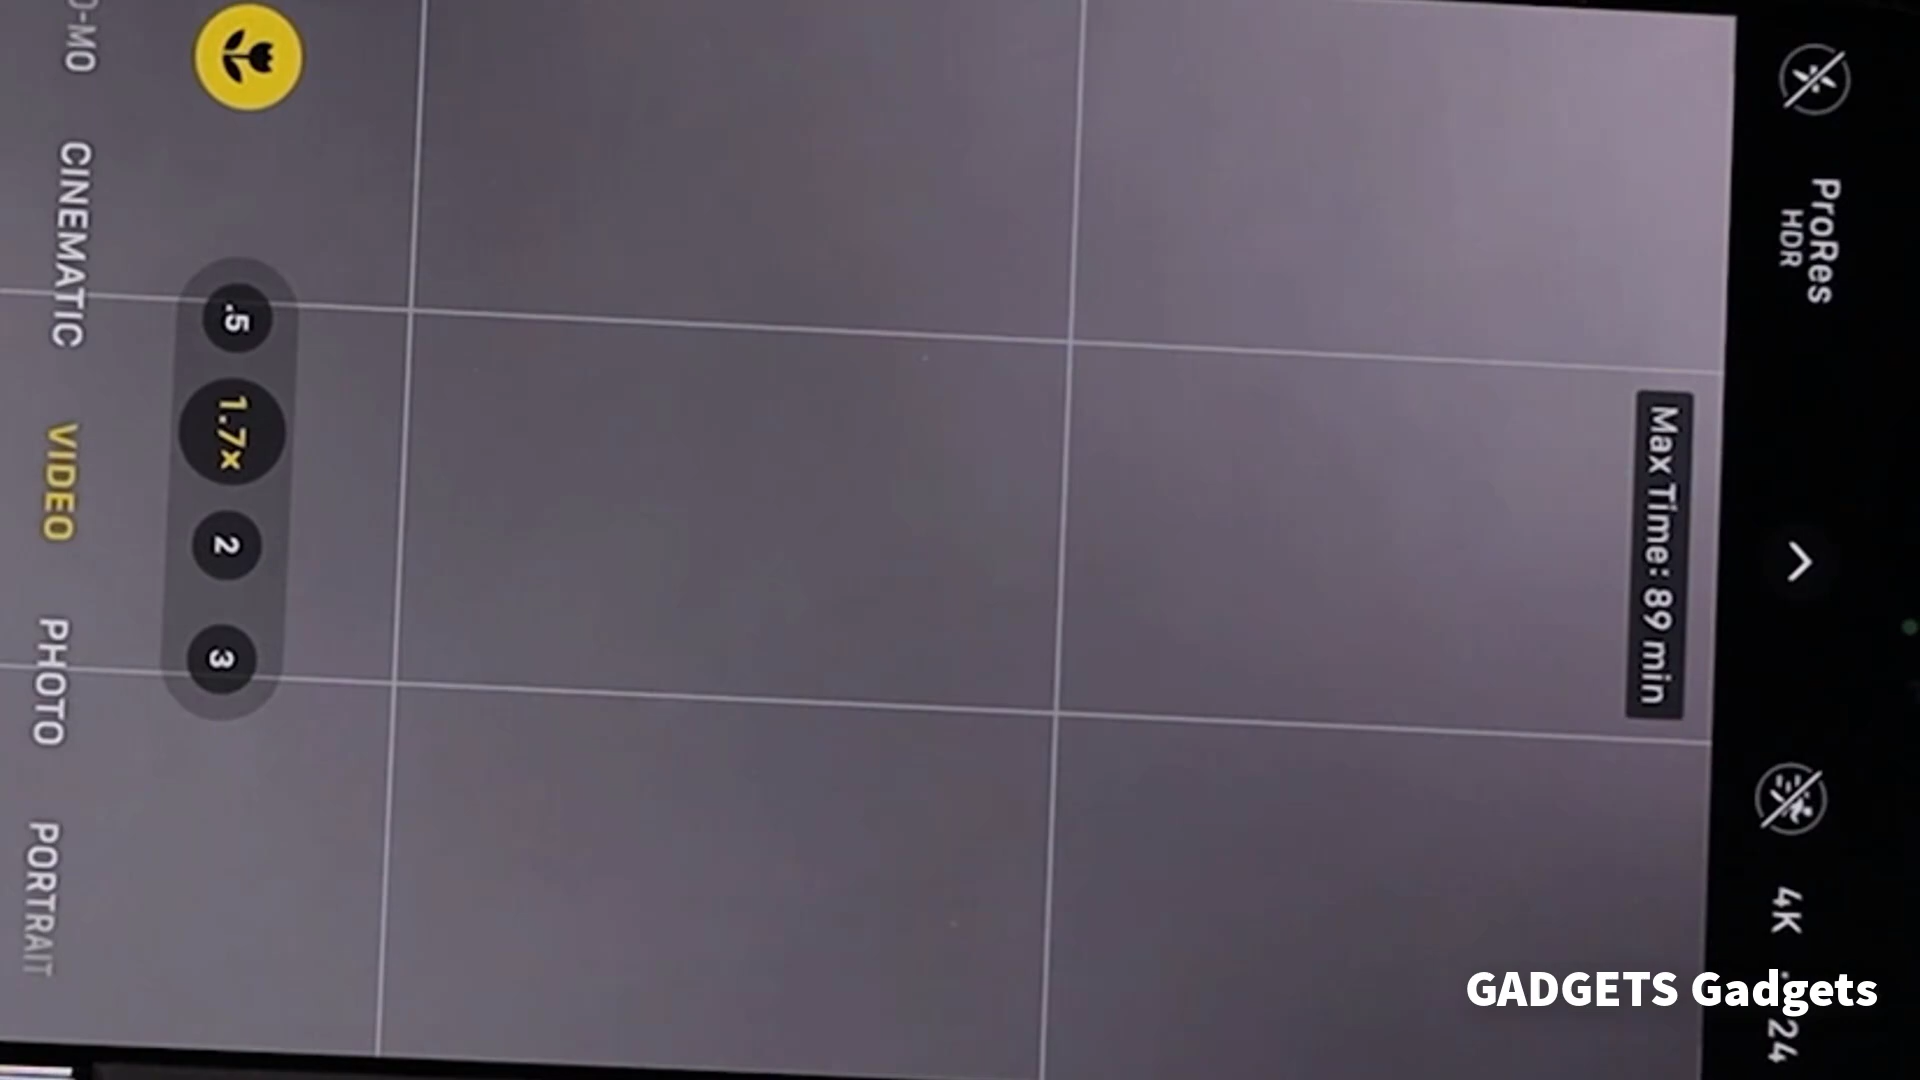 ProRes
HDR
4K · 24
Max Time: 89 min
.5
1.7×
2
3
O-MO
CINEMATIC
VIDEO
PHOTO
PORTRAIT
GADGETS Gadgets